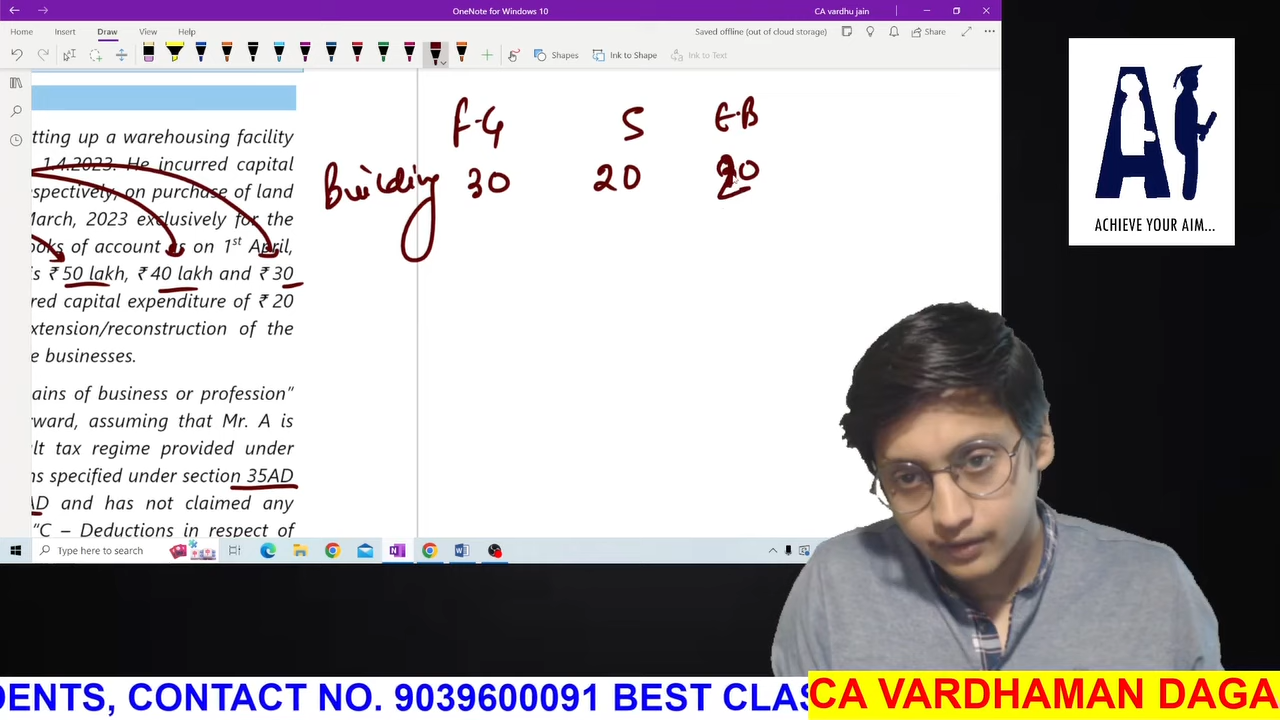 OneNote for Windows 10
CA vardhu jain
Home Insert Draw View Help
Saved offline (out of cloud storage)
Share
Shapes
Ink to Shape
Ink to Text
tting up a warehousing facility
1.4.2023. He incurred capital
spectively, on purchase of land
March, 2023 exclusively for the
ooks of account as on 1st April,
is ₹ 50 lakh, ₹ 40 lakh and ₹ 30
red capital expenditure of ₹ 20
xtension/reconstruction of the
e businesses.
ains of business or profession”
rward, assuming that Mr. A is
ult tax regime provided under
ns specified under section 35AD
AD and has not claimed any
“C – Deductions in respect of
S
Building 30 20
AI
ACHIEVE YOUR AIM...
Type here to search
DENTS, CONTACT NO. 9039600091 BEST CLAS
CA VARDHAMAN DAGA